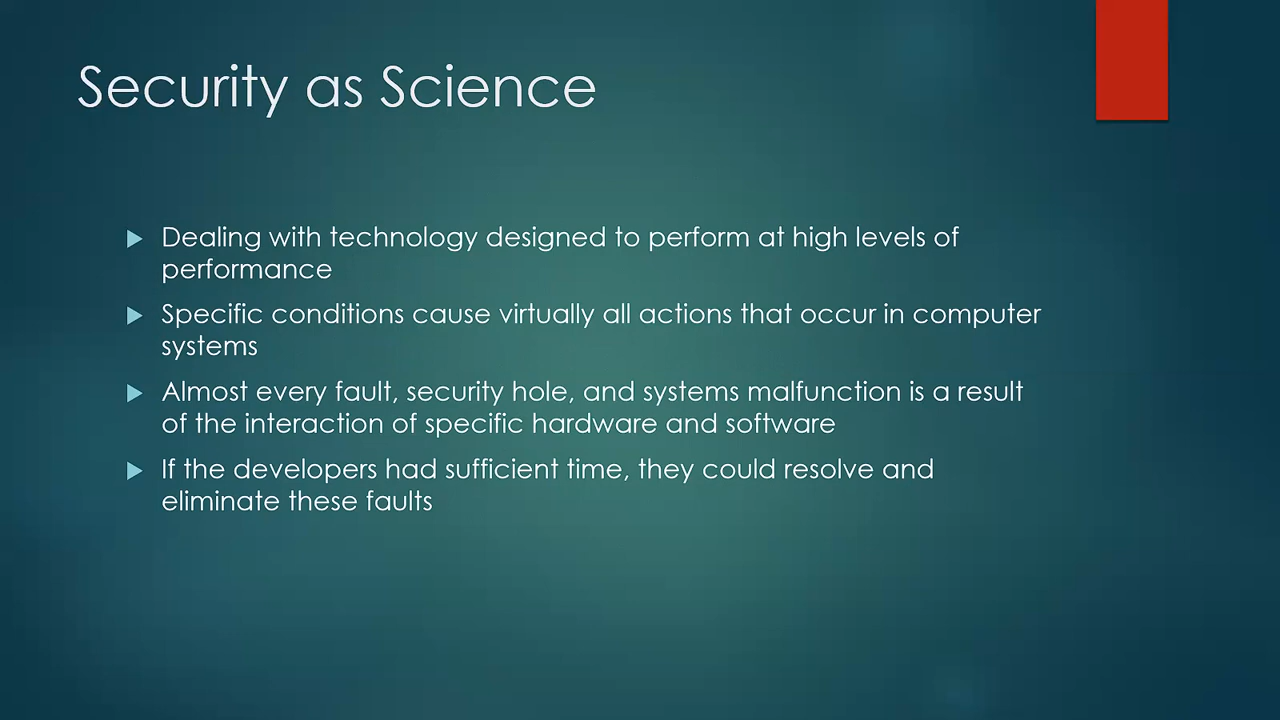 Security as Science
Dealing with technology designed to perform at high levels of
performance
Specific conditions cause virtually all actions that occur in computer
systems
Almost every fault, security hole, and systems malfunction is a result
of the interaction of specific hardware and software
If the developers had sufficient time, they could resolve and
eliminate these faults